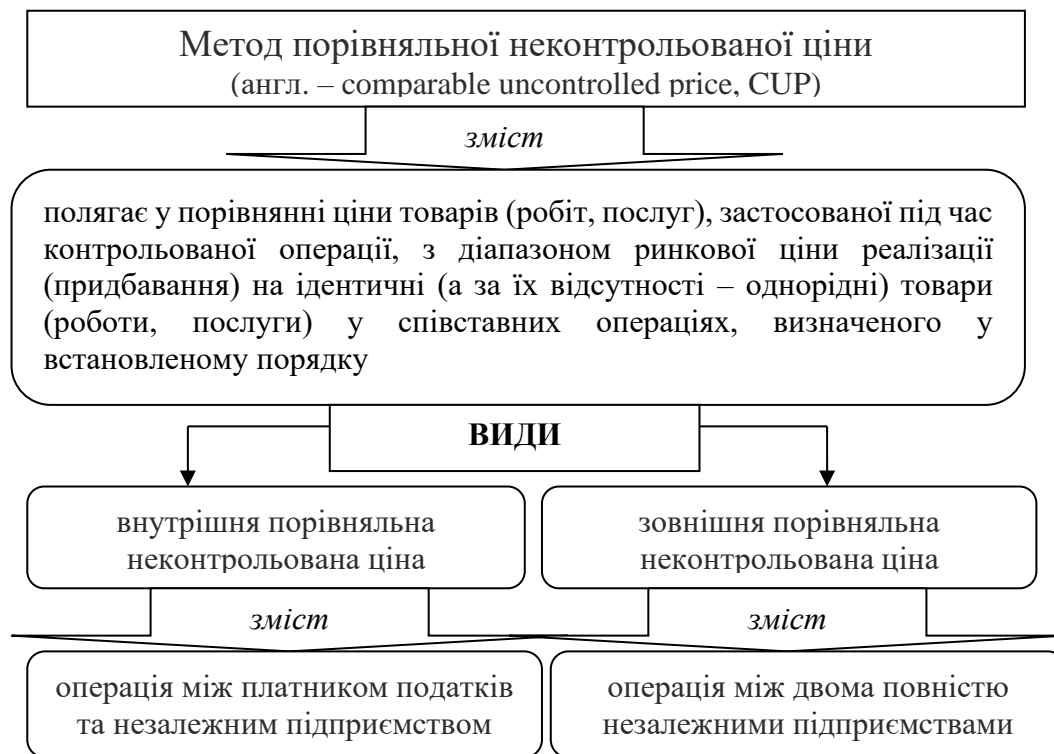 Метод порівняльної неконтрольованої ціни
(англ. – comparable uncontrolled price, CUP)
зміст
полягає у порівнянні ціни товарів (робіт, послуг), застосованої під час
контрольованої операції, з діапазоном ринкової ціни реалізації
(придбавання) на ідентичні (а за їх відсутності – однорідні) товари
(роботи, послуги) у співставних операціях, визначеного у
встановленому порядку
ВИДИ
внутрішня порівняльна
неконтрольована ціна
зовнішня порівняльна
неконтрольована ціна
зміст
зміст
операція між платником податків
та незалежним підприємством
операція між двома повністю
незалежними підприємствами